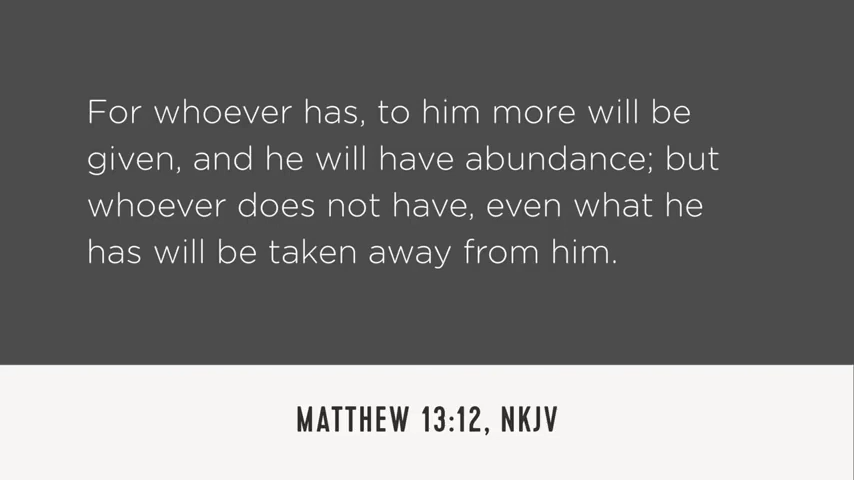 For whoever has, to him more will be
given, and he will have abundance; but
whoever does not have, even what he
has will be taken away from him.
MATTHEW 13:12, NKJV